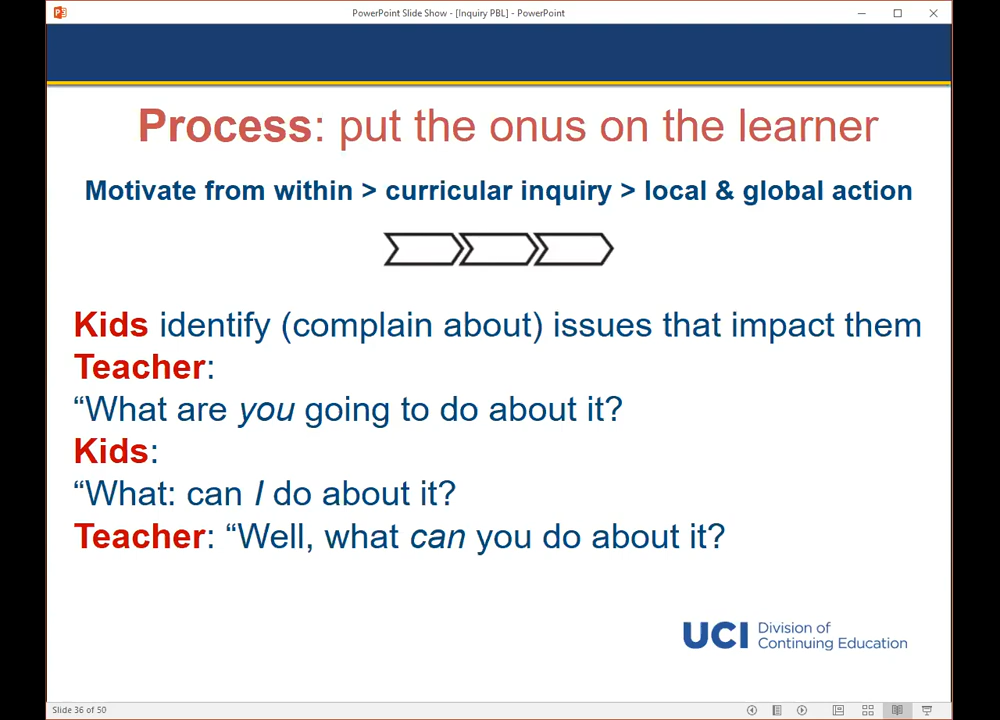 PowerPoint Slide Show - [Inquiry PBL] - PowerPoint
Process: put the onus on the learner
Motivate from within > curricular inquiry > local & global action
Kids identify (complain about) issues that impact them
Teacher:
“What are you going to do about it?
Kids:
“What: can I do about it?
Teacher: “Well, what can you do about it?
UCI Division of
Continuing Education
Slide 36 of 50